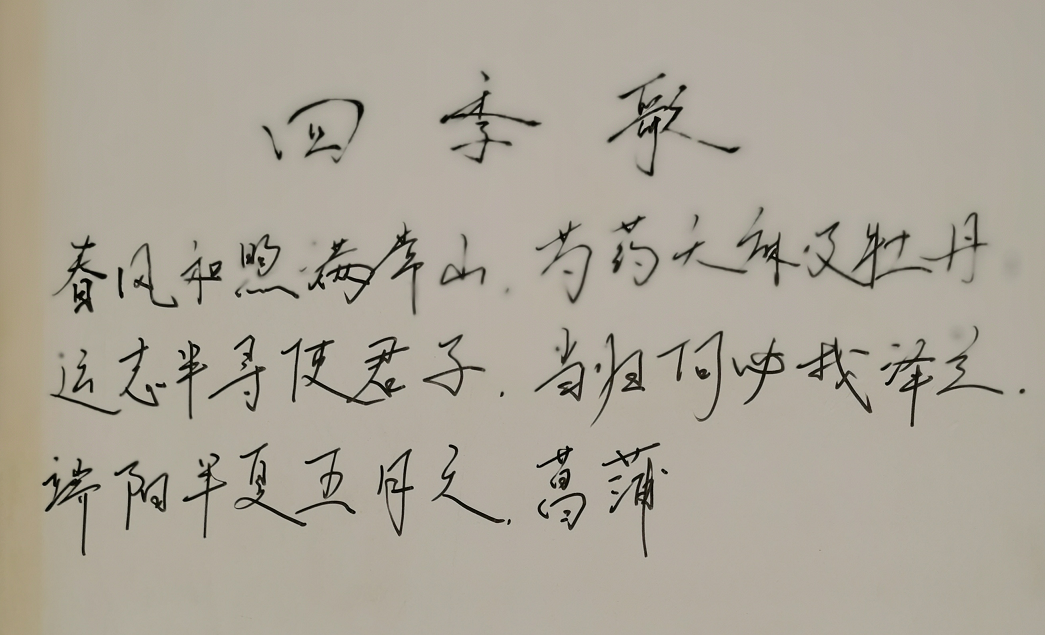 四季歌
春风和煦满常山,芍药天麻及牡丹
远志半寻使君子,当归何必找泽兰.
端阳半夏五月天,菖蒲